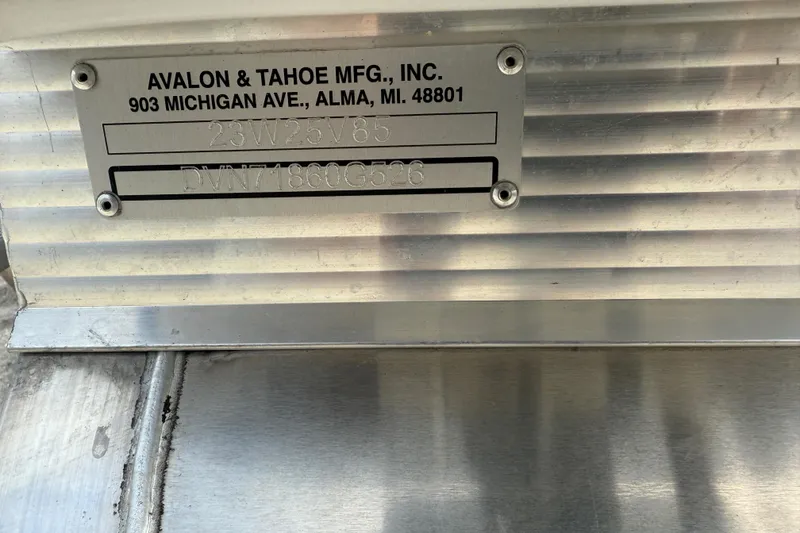 AVALON & TAHOE MFG., INC.
903 MICHIGAN AVE., ALMA, MI. 48801
23W25V85
DVN71860G526